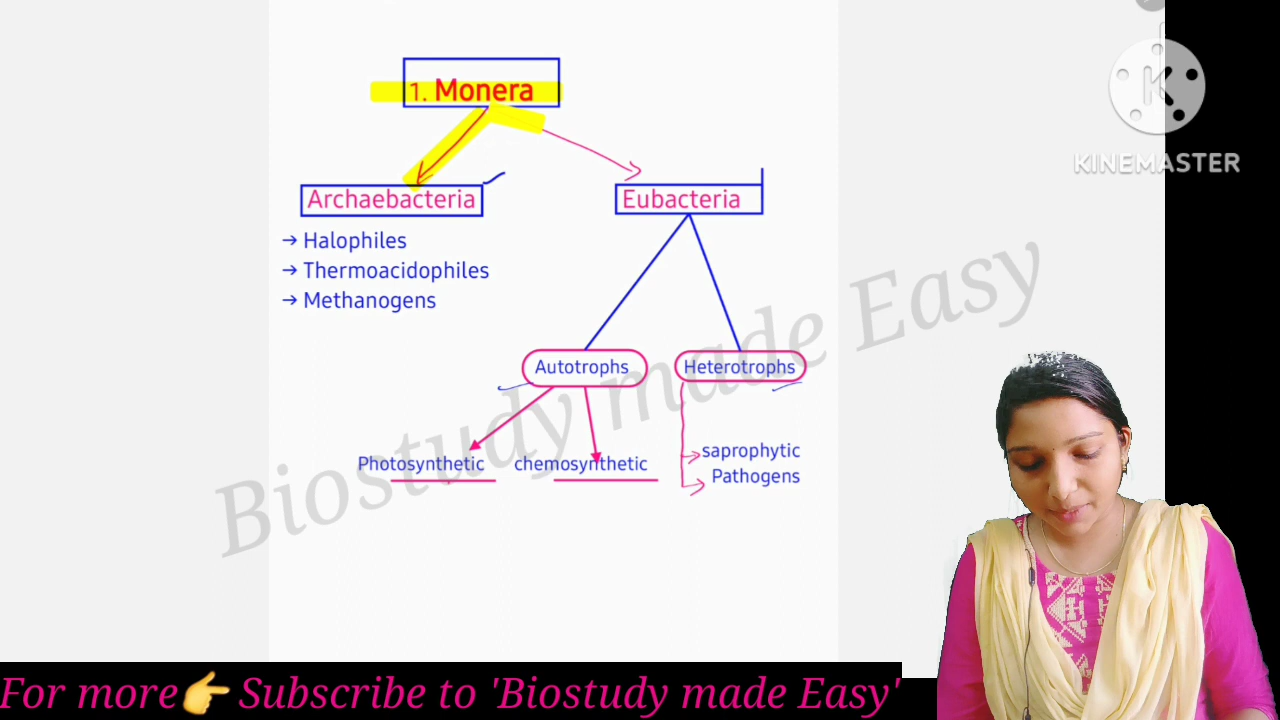 1. Monera
KINEMASTER
Archaebacteria
Eubacteria
→ Halophiles
→ Thermoacidophiles
→ Methanogens
Autotrophs
Heterotrophs
Photosynthetic
chemosynthetic
saprophytic
Pathogens
Biostudy made Easy
For more👉 Subscribe to 'Biostudy made Easy'